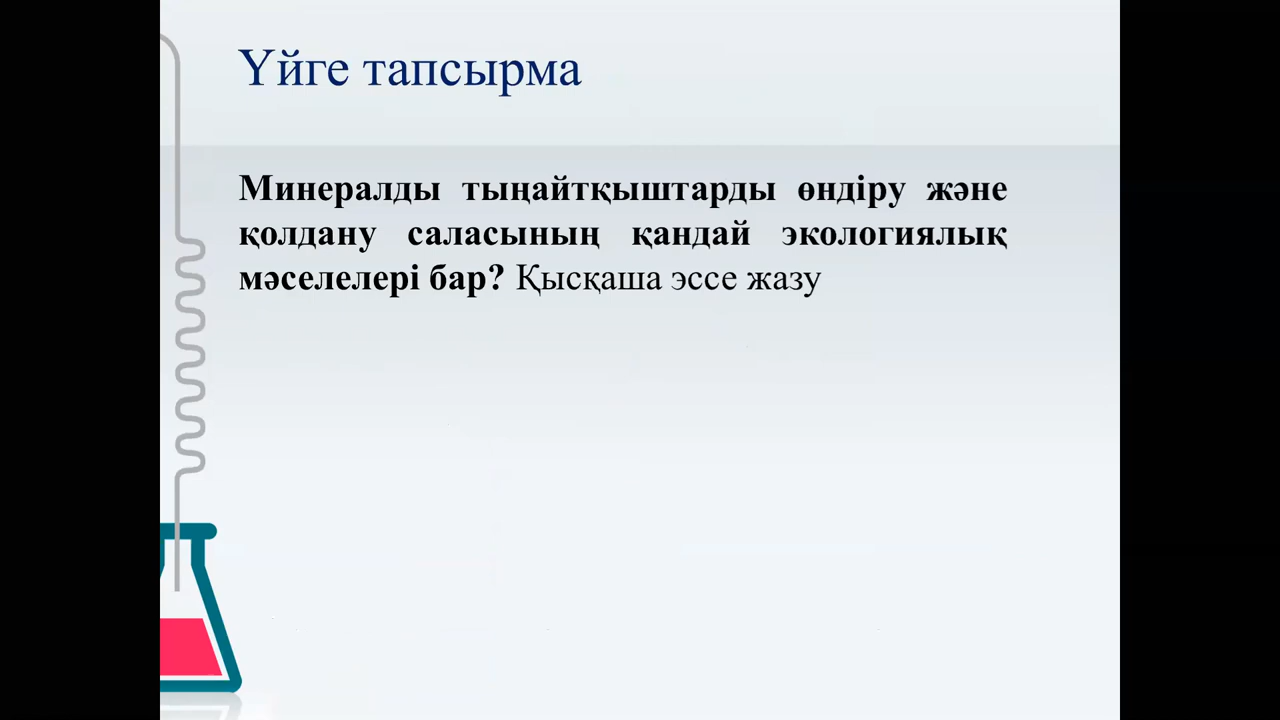 Үйге тапсырма
Минералды тыңайтқыштарды өндіру және
қолдану саласының қандай экологиялық
мәселелері бар? Қысқаша эссе жазу